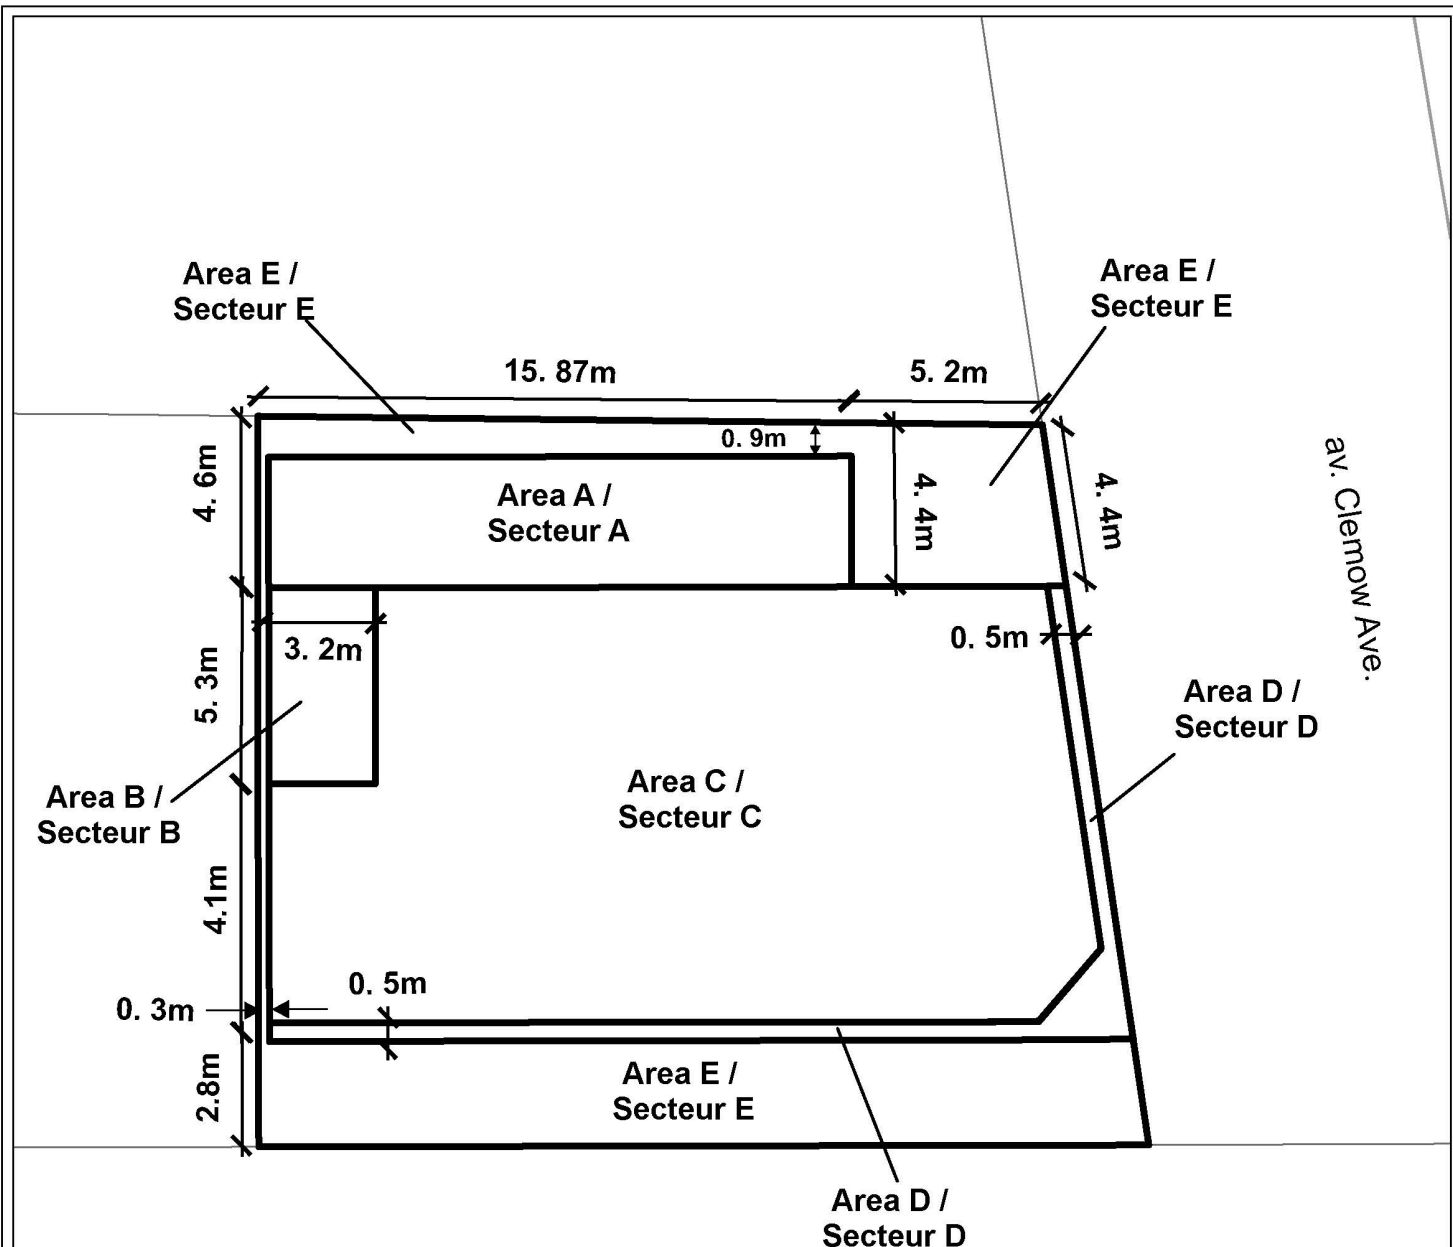 Area E /
Secteur E
Area E /
Secteur E
15. 87m
5. 2m
0. 9m
4. 6m
Area A /
Secteur A
4. 4m
4. 4m
av. Clemow Ave.
3. 2m
0. 5m
5. 3m
Area D /
Secteur D
Area B /
Secteur B
Area C /
Secteur C
4.1m
0. 5m
0. 3m
2.8m
Area E /
Secteur E
Area D /
Secteur D